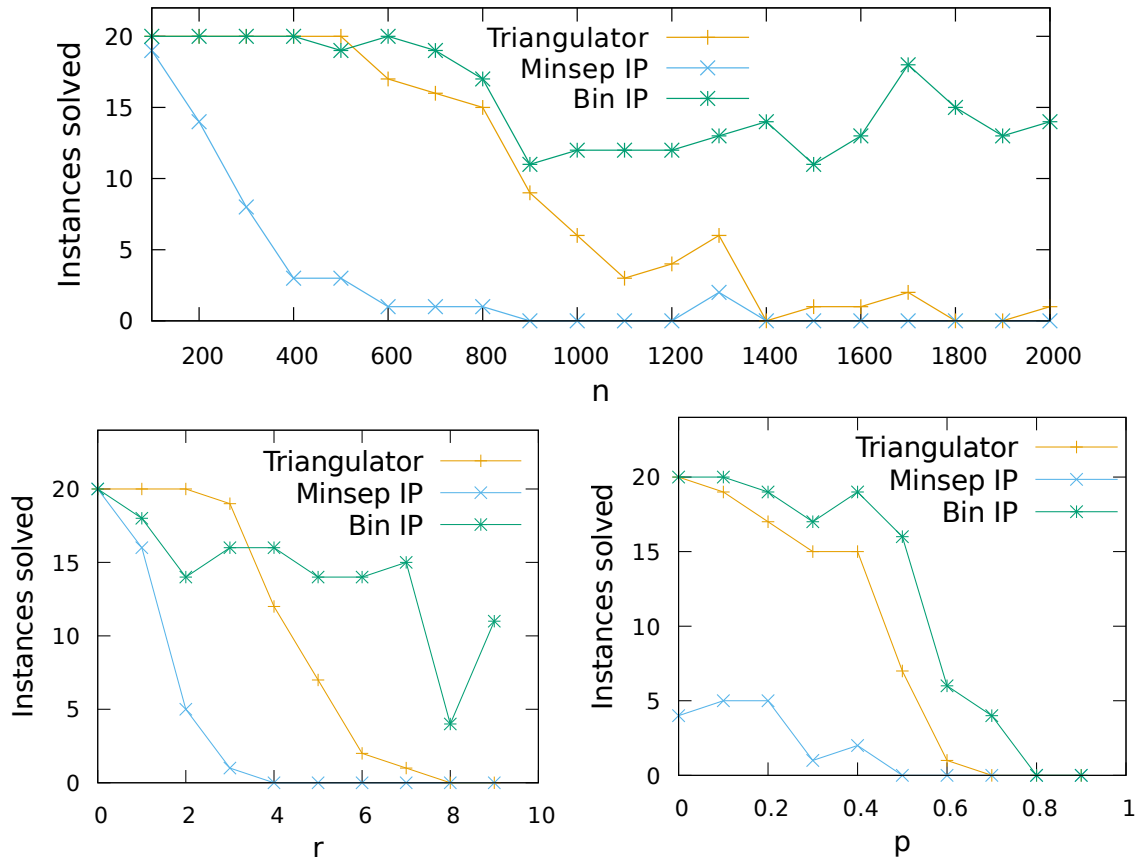 Instances solved
20
15
10
5
0
Triangulator
Minsep IP
Bin IP
200 400 600 800 1000 1200 1400 1600 1800 2000
n
Instances solved
20
15
10
5
0
Triangulator
Minsep IP
Bin IP
0 2 4 6 8 10
r
Instances solved
20
15
10
5
0
Triangulator
Minsep IP
Bin IP
0 0.2 0.4 0.6 0.8 1
p